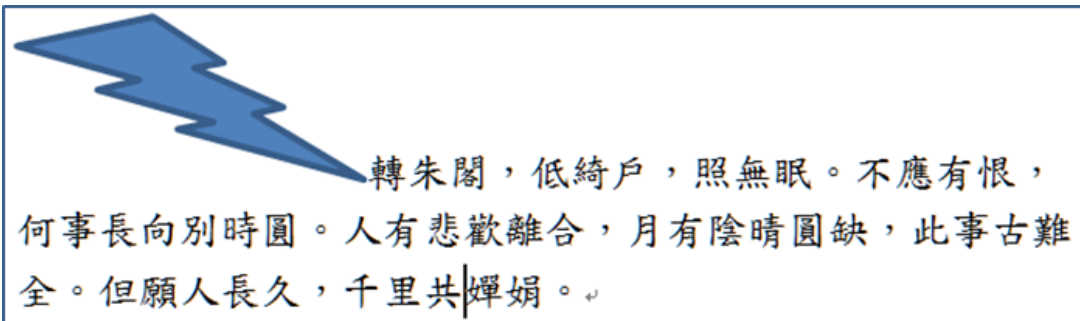 轉朱閣，低綺戶，照無眠。不應有恨，
何事長向別時圓。人有悲歡離合，月有陰晴圓缺，此事古難
全。但願人長久，千里共嬋娟。